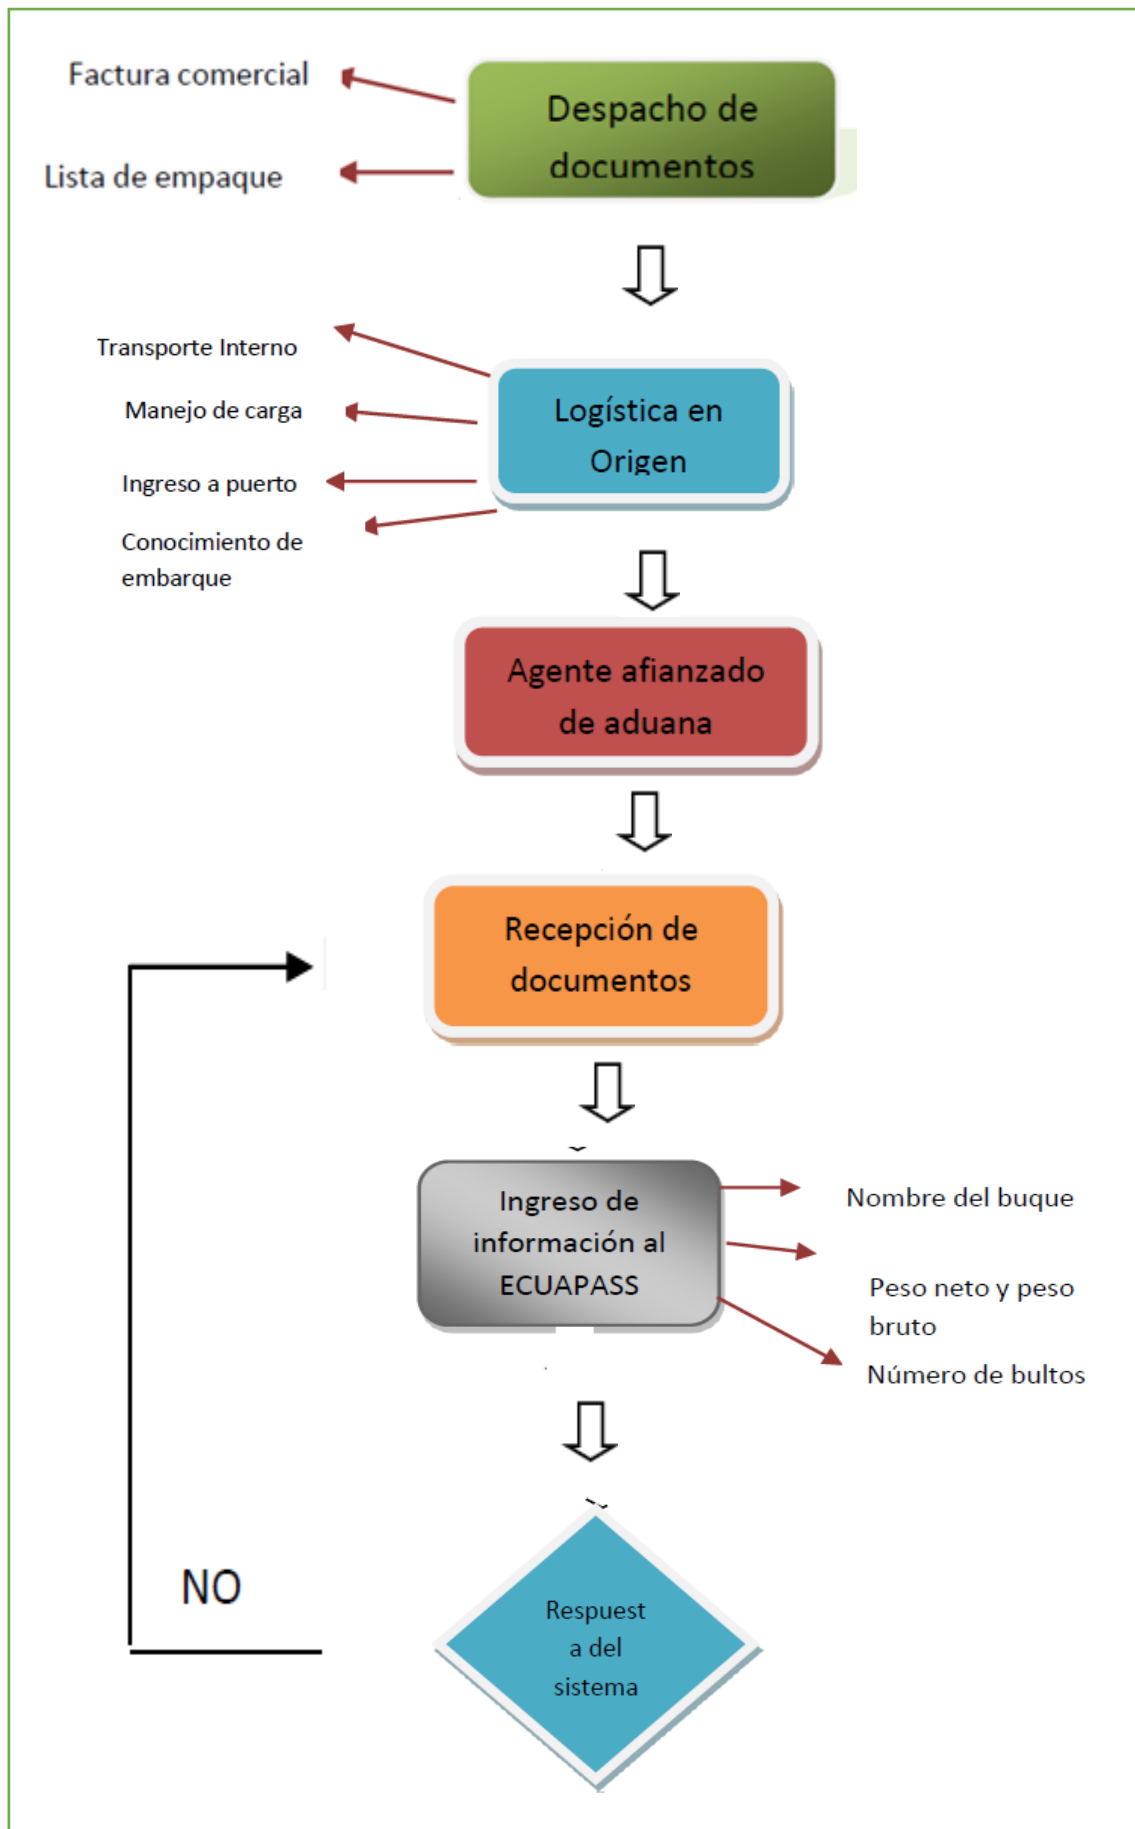 Factura comercial
Lista de empaque
Despacho de
documentos
Transporte Interno
Manejo de carga
Ingreso a puerto
Conocimiento de
embarque
Logística en
Origen
Agente afianzado
de aduana
Recepción de
documentos
Ingreso de
información al
ECUAPASS
Nombre del buque
Peso neto y peso
bruto
Número de bultos
NO
Respuest
a del
sistema